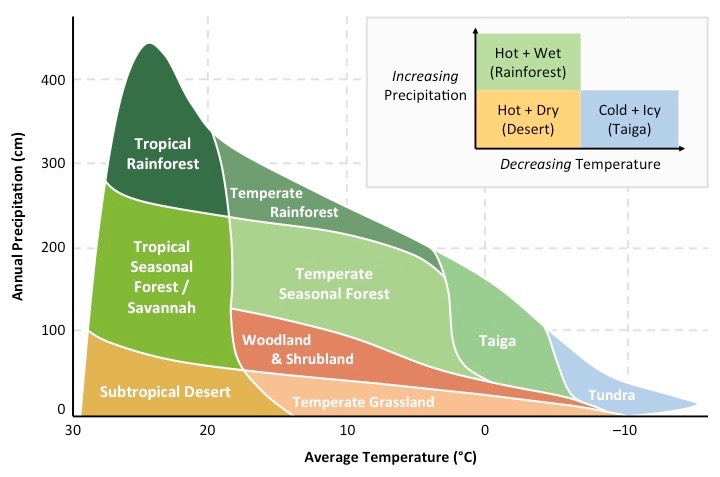 Annual Precipitation (cm)
400
300
200
100
0
30
20
10
0
–10
Average Temperature (°C)
Tropical
Rainforest
Temperate
Rainforest
Tropical
Seasonal
Forest /
Savannah
Temperate
Seasonal Forest
Woodland
& Shrubland
Taiga
Subtropical Desert
Temperate Grassland
Tundra
Increasing
Precipitation
Hot + Wet
(Rainforest)
Hot + Dry
(Desert)
Cold + Icy
(Taiga)
Decreasing Temperature